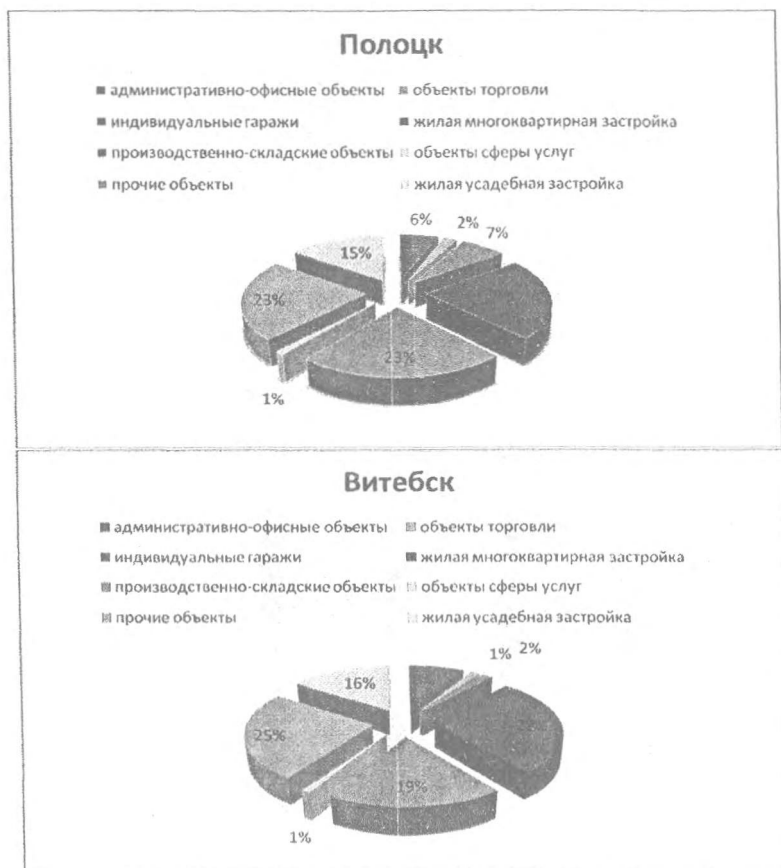 Полоцк
административно-офисные объекты объекты торговли
индивидуальные гаражи жилая многоквартирная застройка
производственно-складские объекты объекты сферы услуг
прочие объекты жилая усадебная застройка
6% 2% 7%
15%
23%
23%
1%
Витебск
административно-офисные объекты объекты торговли
индивидуальные гаражи жилая многоквартирная застройка
производственно-складские объекты объекты сферы услуг
прочие объекты жилая усадебная застройка
1% 2%
16%
25%
19%
1%